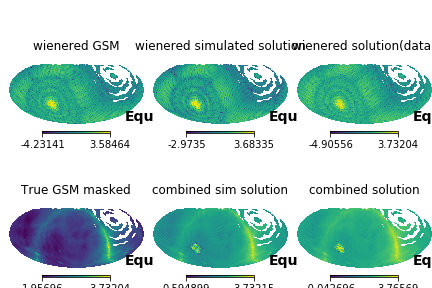 wienered GSM wienered simulated solution wienered solution(data
Equ Equ Equ
-4.23141 3.58464 -2.9735 3.68335 -4.90556 3.73204
True GSM masked combined sim solution combined solution
Equ Equ Equ
3.73204 3.73215 3.76569